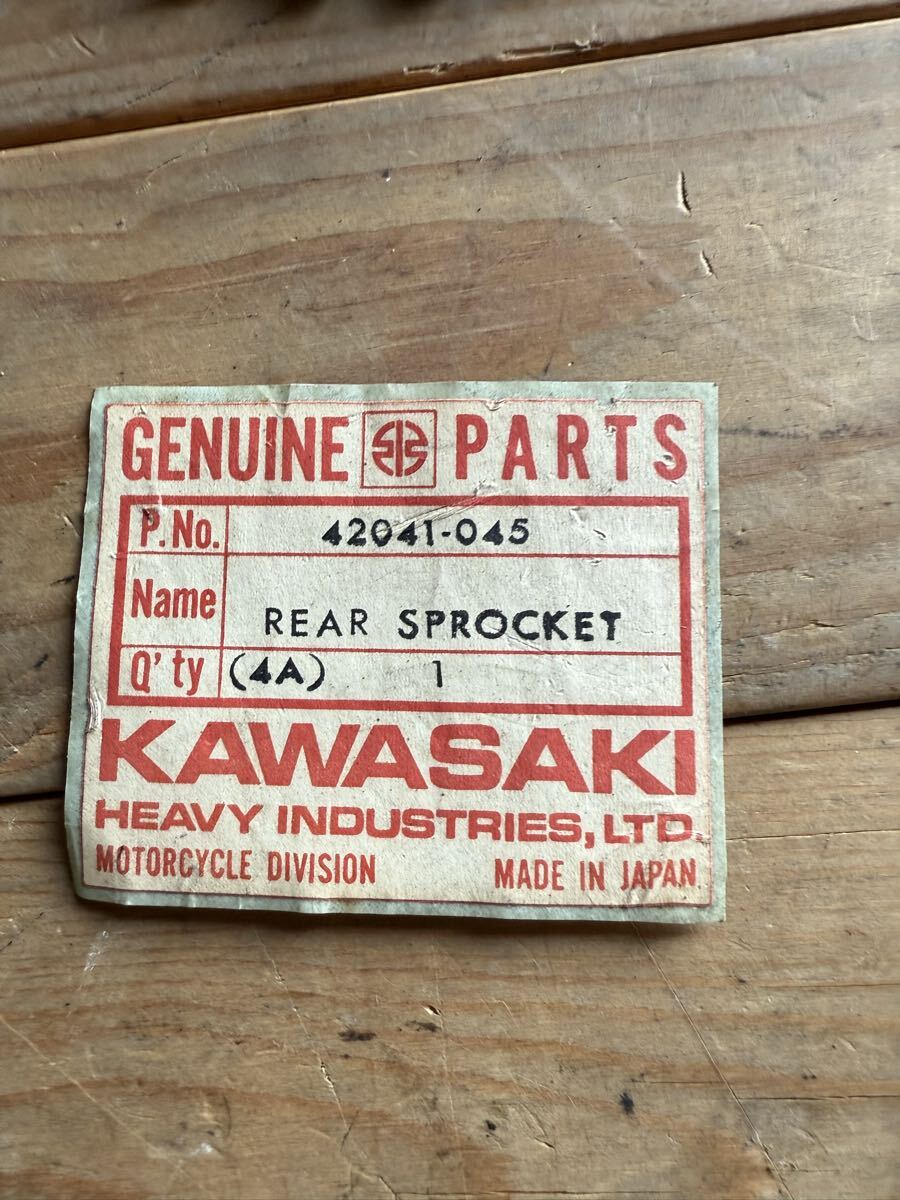 GENUINE PARTS
P.No. 42041-045
Name REAR SPROCKET
Q'ty (4A) 1
KAWASAKI
HEAVY INDUSTRIES, LTD.
MOTORCYCLE DIVISION MADE IN JAPAN